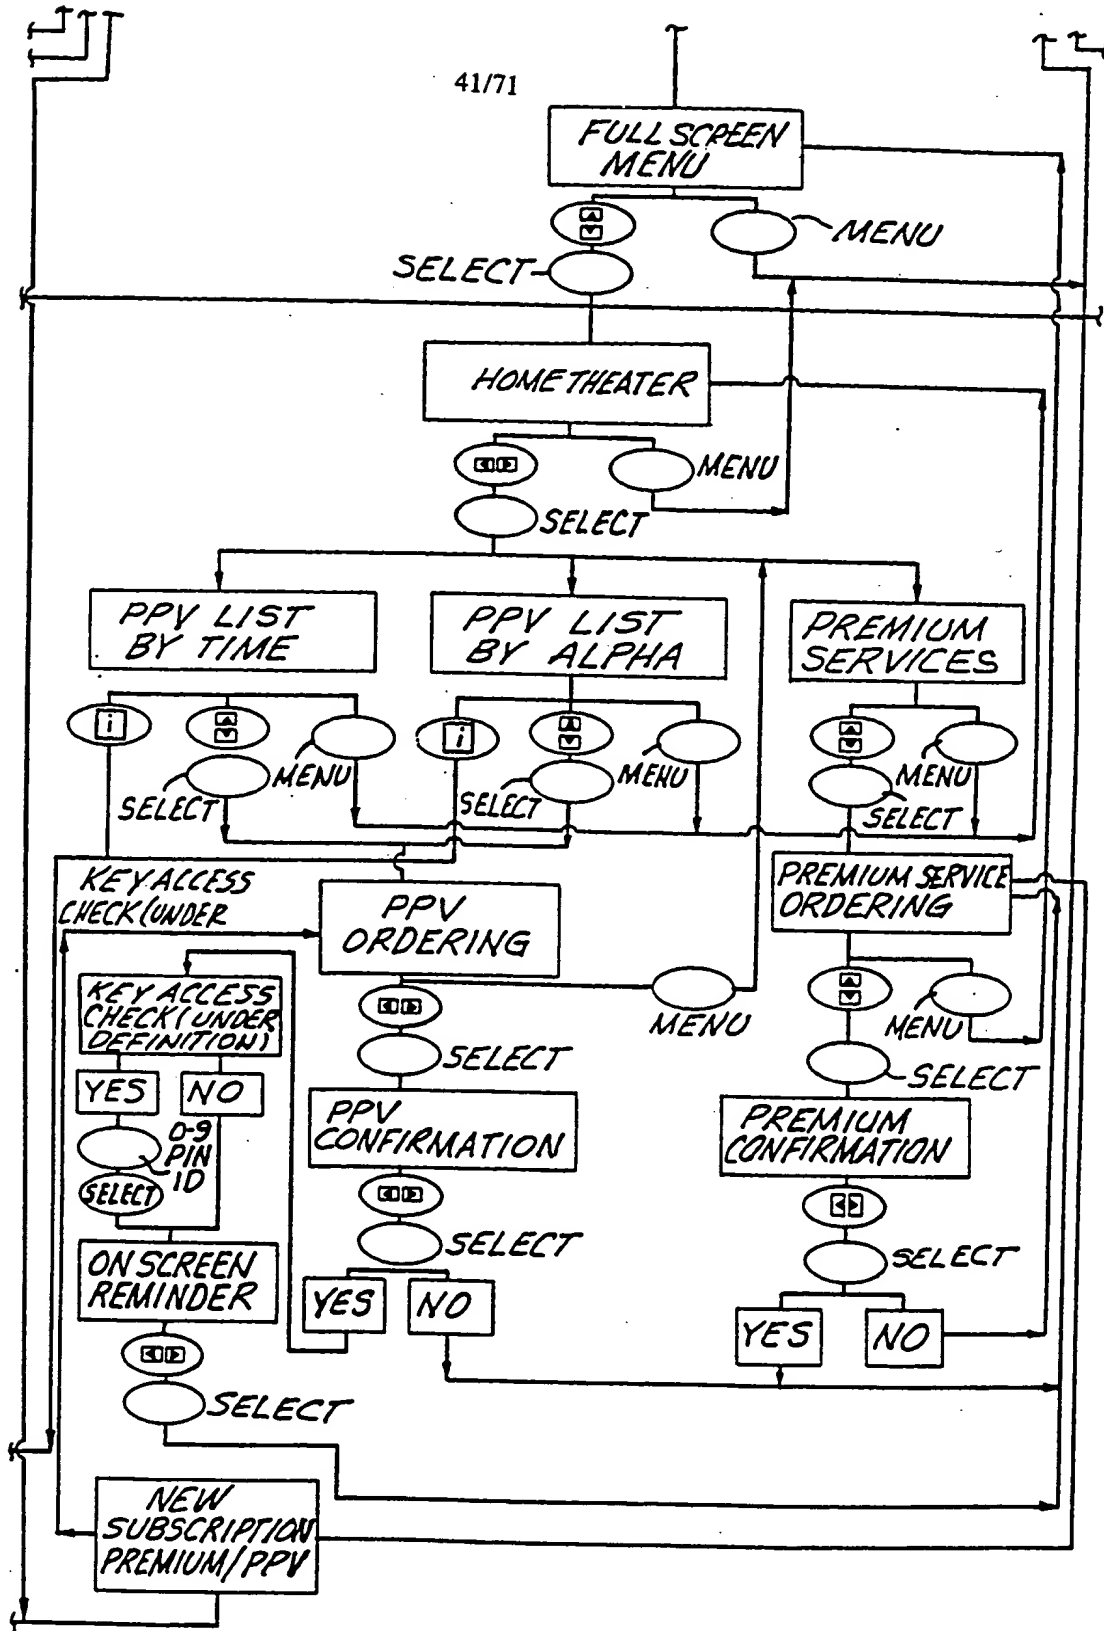 41/71
FULL SCREEN
MENU
MENU
SELECT
HOME THEATER
MENU
SELECT
PPV LIST
BY TIME
PPV LIST
BY ALPHA
PREMIUM
SERVICES
i
i
MENU
MENU
MENU
SELECT
SELECT
SELECT
KEY ACCESS
CHECK (UNDER
PPV
ORDERING
PREMIUM SERVICE
ORDERING
KEY ACCESS
CHECK (UNDER
DEFINITION)
MENU
MENU
SELECT
SELECT
YES
NO
0-9
PIN
ID
SELECT
PPV
CONFIRMATION
PREMIUM
CONFIRMATION
SELECT
SELECT
ON SCREEN
REMINDER
YES
NO
YES
NO
SELECT
NEW
SUBSCRIPTION
PREMIUM/PPV